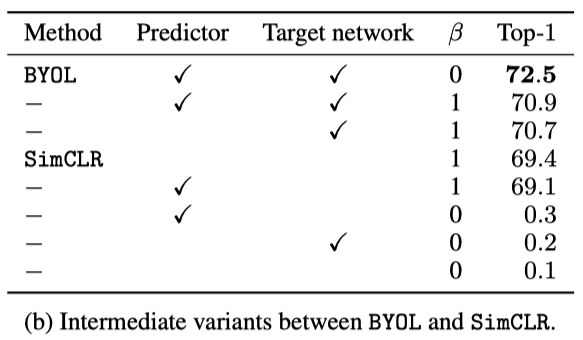 Method Predictor Target network β Top-1
BYOL ✓ ✓ 0 72.5
– ✓ ✓ 1 70.9
– ✓ 1 70.7
SimCLR 1 69.4
– ✓ 1 69.1
– ✓ 0 0.3
– ✓ 0 0.2
– 0 0.1
(b) Intermediate variants between BYOL and SimCLR.